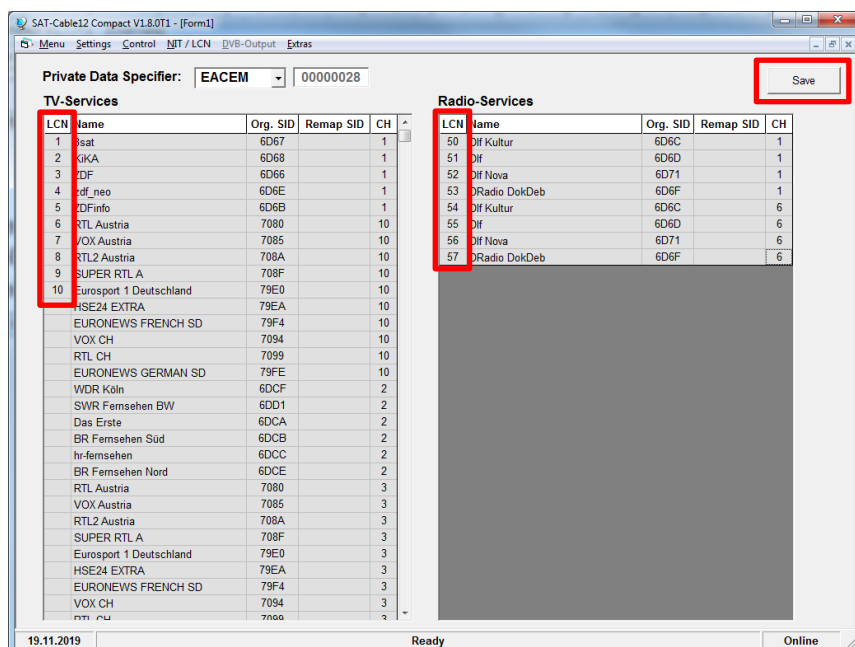 SAT-Cable12 Compact V1.8.0T1 - [Form1]
Menu Settings Control NIT / LCN DVB-Output Extras
Private Data Specifier: EACEM 00000028 Save
TV-Services
LCN Name Org. SID Remap SID CH
1 3sat 6D67 1
2 KiKA 6D68 1
3 ZDF 6D66 1
4 zdf_neo 6D6E 1
5 ZDFinfo 6D6B 1
6 RTL Austria 7080 10
7 VOX Austria 7085 10
8 RTL2 Austria 708A 10
9 SUPER RTL A 708F 10
10 Eurosport 1 Deutschland 79E0 10
HSE24 EXTRA 79EA 10
EURONEWS FRENCH SD 79F4 10
VOX CH 7094 10
RTL CH 7099 10
EURONEWS GERMAN SD 79FE 10
WDR Köln 6DCF 2
SWR Fernsehen BW 6DD1 2
Das Erste 6DCA 2
BR Fernsehen Süd 6DCB 2
hr-fernsehen 6DCC 2
BR Fernsehen Nord 6DCE 2
RTL Austria 7080 3
VOX Austria 7085 3
RTL2 Austria 708A 3
SUPER RTL A 708F 3
Eurosport 1 Deutschland 79E0 3
HSE24 EXTRA 79EA 3
EURONEWS FRENCH SD 79F4 3
VOX CH 7094 3
RTL CH 7099 3
Radio-Services
LCN Name Org. SID Remap SID CH
50 Dlf Kultur 6D6C 1
51 Dlf 6D6D 1
52 Dlf Nova 6D71 1
53 DRadio DokDeb 6D6F 1
54 Dlf Kultur 6D6C 6
55 Dlf 6D6D 6
56 Dlf Nova 6D71 6
57 DRadio DokDeb 6D6F 6
19.11.2019 Ready Online